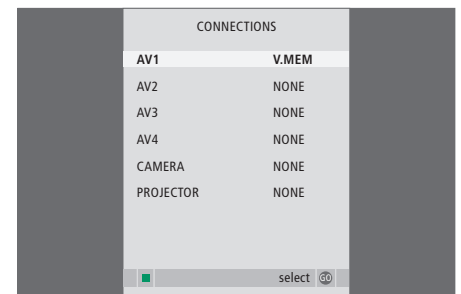 CONNECTIONS
AV1 V.MEM
AV2 NONE
AV3 NONE
AV4 NONE
CAMERA NONE
PROJECTOR NONE
select GO